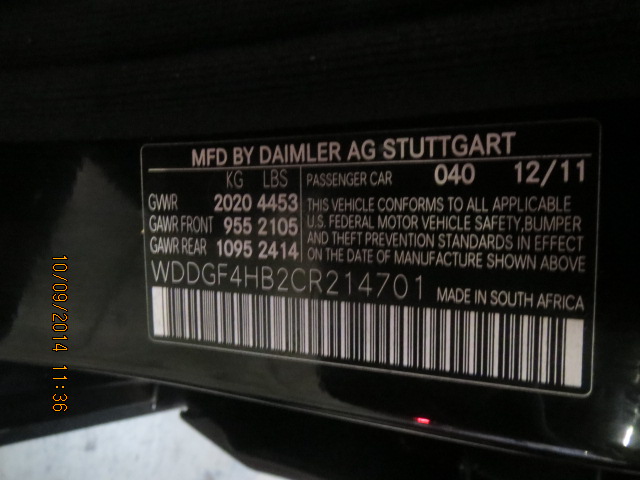 MFD BY DAIMLER AG STUTTGART
KG LBS
GVWR 2020 4453
GAWR FRONT 955 2105
GAWR REAR 1095 2414
PASSENGER CAR 040 12/11
THIS VEHICLE CONFORMS TO ALL APPLICABLE
U.S. FEDERAL MOTOR VEHICLE SAFETY, BUMPER
AND THEFT PREVENTION STANDARDS IN EFFECT
ON THE DATE OF MANUFACTURE SHOWN ABOVE
WDDGF4HB2CR214701
MADE IN SOUTH AFRICA
10/09/2014 11:36